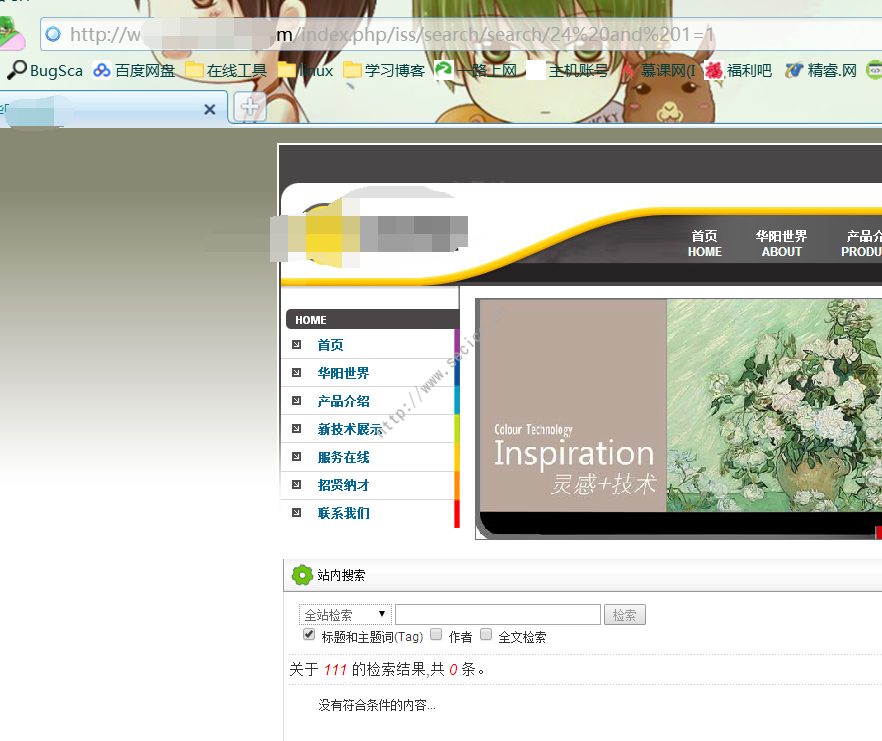 http://w m/index.php/iss/search/search/24%20and%201=1
BugSca 百度网盘 在线工具 linux 学习博客 一路上网 主机账号 慕课网(I 福利吧 精睿.网
首页 华阳世界 产品介
HOME ABOUT PRODU
HOME
首页
华阳世界
产品介绍
新技术展示
服务在线
招贤纳才
联系我们
Colour Technology
Inspiration
灵感+技术
站内搜索
全站检索 检索
标题和主题词(Tag) 作者 全文检索
关于 111 的检索结果,共 0 条。
没有符合条件的内容...